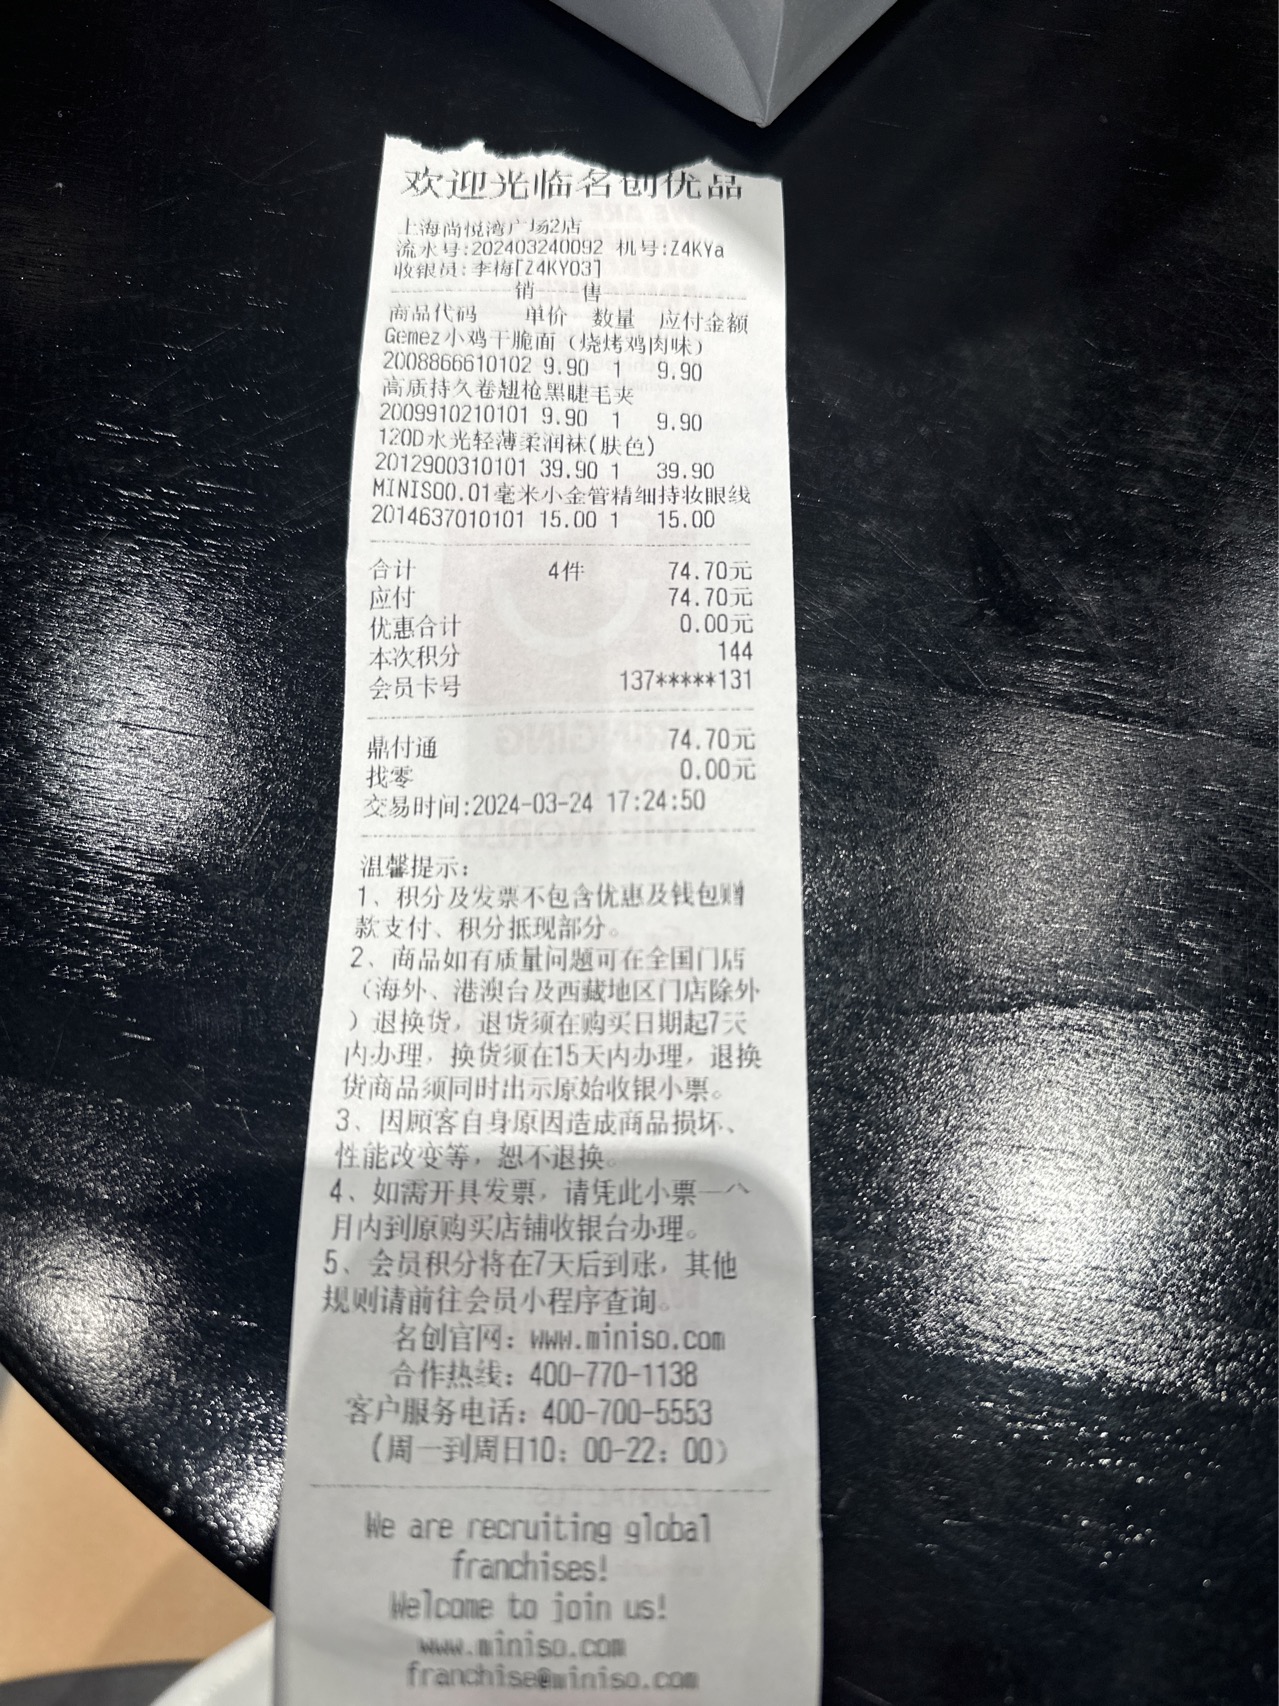 欢迎光临名创优品
上海尚悦湾广场2店
流水号:202403240092 机号:Z4KYa
收银员:李梅[Z4KY03]
销 售
商品代码 单价 数量 应付金额
Gemez小鸡干脆面（烧烤鸡肉味）
2008866610102 9.90 1 9.90
高质持久卷翘枪黑睫毛夹
2009910210101 9.90 1 9.90
120D水光轻薄柔润袜(肤色)
2012900310101 39.90 1 39.90
MINISO0.01毫米小金管精细持妆眼线
2014637010101 15.00 1 15.00
合计 4件 74.70元
应付 74.70元
优惠合计 0.00元
本次积分 144
会员卡号 137*****131
鼎付通 74.70元
找零 0.00元
交易时间:2024-03-24 17:24:50
温馨提示：
1、积分及发票不包含优惠及钱包赠
款支付、积分抵现部分。
2、商品如有质量问题可在全国门店
（海外、港澳台及西藏地区门店除外
）退换货，退货须在购买日期起7天
内办理，换货须在15天内办理，退换
货商品须同时出示原始收银小票。
3、因顾客自身原因造成商品损坏、
性能改变等，恕不退换。
4、如需开具发票，请凭此小票一个
月内到原购买店铺收银台办理。
5、会员积分将在7天后到账，其他
规则请前往会员小程序查询。
名创官网：www.miniso.com
合作热线：400-770-1138
客户服务电话：400-700-5553
（周一到周日10：00-22：00）
We are recruiting global
franchises!
Welcome to join us!
www.miniso.com
franchise@miniso.com